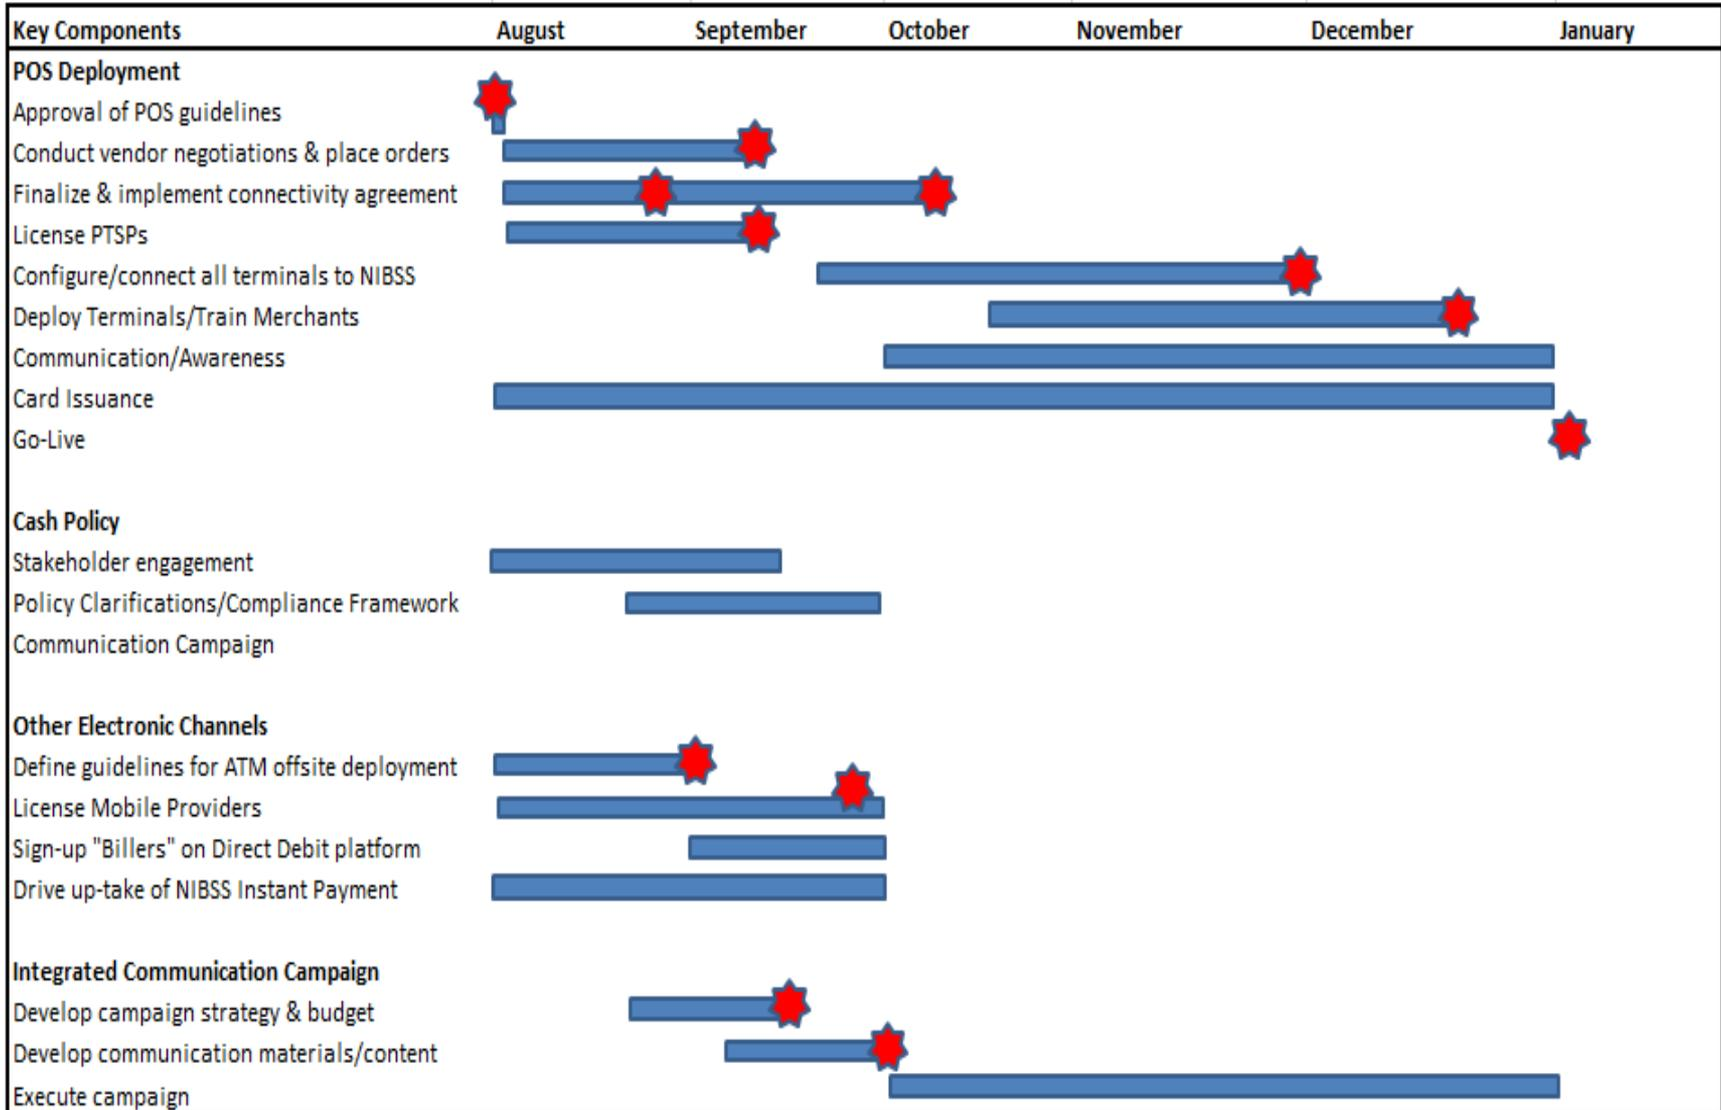 Key Components August September October November December January
POS Deployment
Approval of POS guidelines
Conduct vendor negotiations & place orders
Finalize & implement connectivity agreement
License PTSPs
Configure/connect all terminals to NIBSS
Deploy Terminals/Train Merchants
Communication/Awareness
Card Issuance
Go-Live
Cash Policy
Stakeholder engagement
Policy Clarifications/Compliance Framework
Communication Campaign
Other Electronic Channels
Define guidelines for ATM offsite deployment
License Mobile Providers
Sign-up "Billers" on Direct Debit platform
Drive up-take of NIBSS Instant Payment
Integrated Communication Campaign
Develop campaign strategy & budget
Develop communication materials/content
Execute campaign